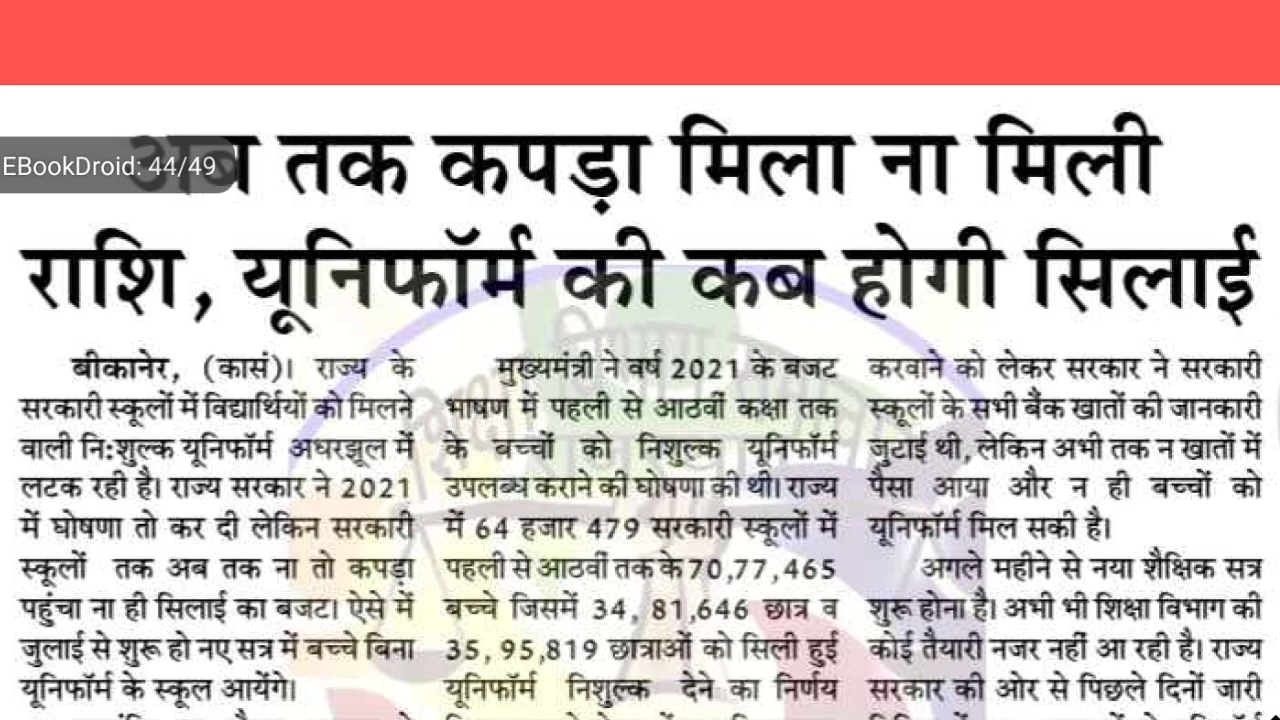 अब तक कपड़ा मिला ना मिली
EBookDroid: 44/49
राशि, यूनिफॉर्म की कब होगी सिलाई
बीकानेर, (कासं)। राज्य के
सरकारी स्कूलों में विद्यार्थियों को मिलने
वाली नि:शुल्क यूनिफॉर्म अधरझूल में
लटक रही है। राज्य सरकार ने 2021
में घोषणा तो कर दी लेकिन सरकारी
स्कूलों तक अब तक ना तो कपड़ा
पहुंचा ना ही सिलाई का बजट। ऐसे में
जुलाई से शुरू हो नए सत्र में बच्चे बिना
यूनिफॉर्म के स्कूल आयेंगे।
मुख्यमंत्री ने वर्ष 2021 के बजट
भाषण में पहली से आठवीं कक्षा तक
के बच्चों को निशुल्क यूनिफॉर्म
उपलब्ध कराने की घोषणा की थी। राज्य
में 64 हजार 479 सरकारी स्कूलों में
पहली से आठवीं तक के 70,77,465
बच्चे जिसमें 34, 81,646 छात्र व
35, 95,819 छात्राओं को सिली हुई
यूनिफॉर्म निशुल्क देने का निर्णय
करवाने को लेकर सरकार ने सरकारी
स्कूलों के सभी बैंक खातों की जानकारी
जुटाई थी, लेकिन अभी तक न खातों में
पैसा आया और न ही बच्चों को
यूनिफॉर्म मिल सकी है।
अगले महीने से नया शैक्षिक सत्र
शुरू होना है। अभी भी शिक्षा विभाग की
कोई तैयारी नजर नहीं आ रही है। राज्य
सरकार की ओर से पिछले दिनों जारी